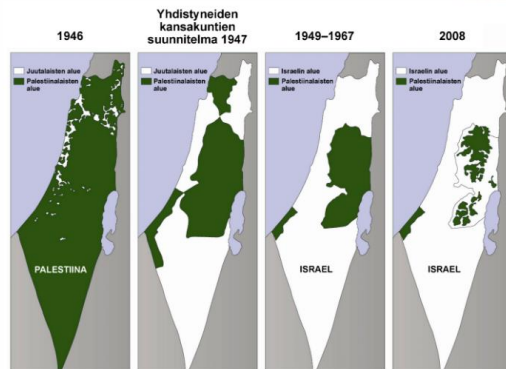 1946
Juutalaisten alue
Palestiinalaisten
alue
PALESTIINA
Yhdistyneiden
kansakuntien
suunnitelma 1947
Juutalaisten alue
Palestiinalaisten
alue
1949–1967
Israelin alue
Palestiinalaisten
alue
ISRAEL
2008
Israelin alue
Palestiinalaisten
alue
ISRAEL